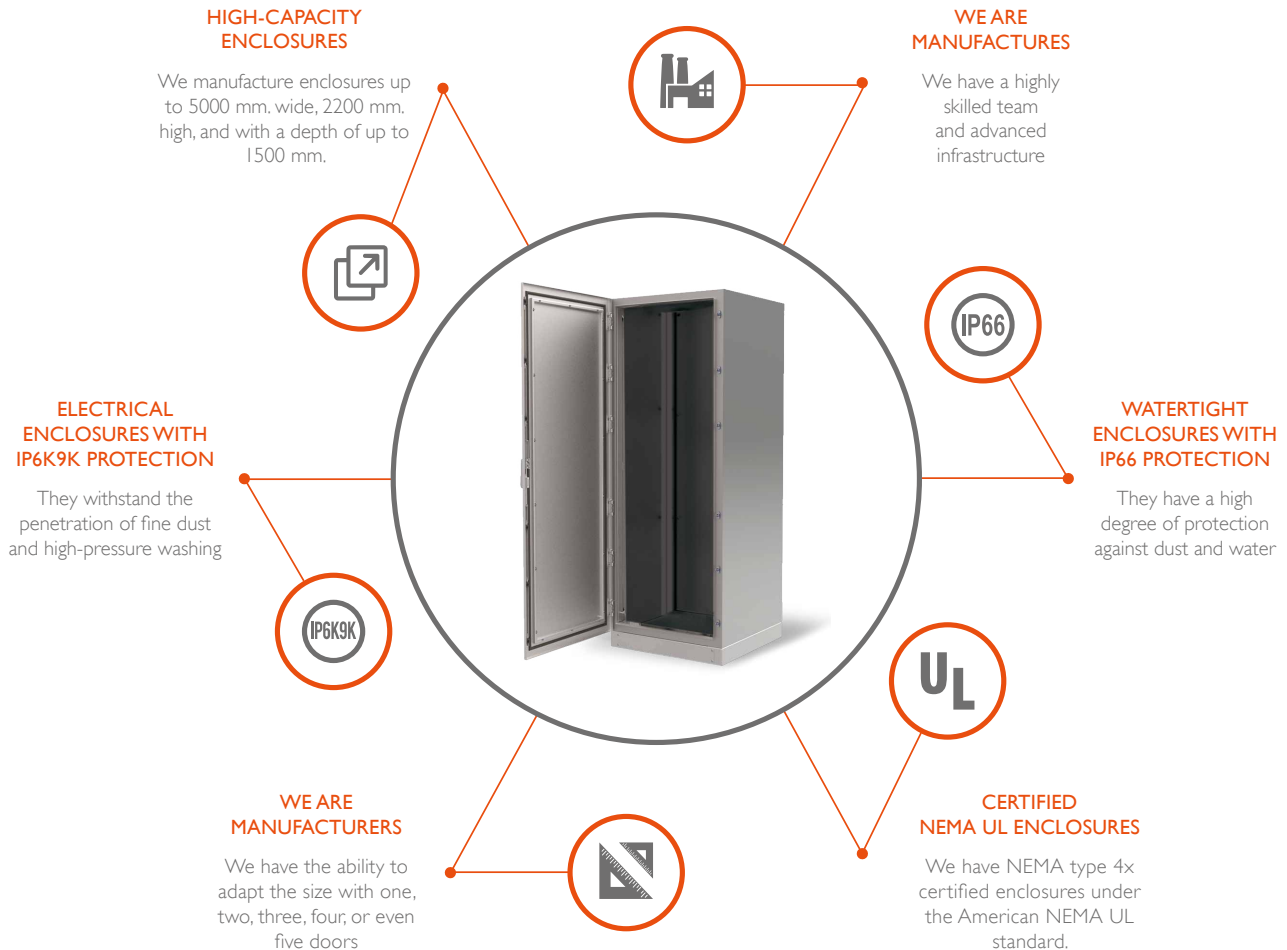 HIGH-CAPACITY
ENCLOSURES
We manufacture enclosures up
to 5000 mm. wide, 2200 mm.
high, and with a depth of up to
1500 mm.
WE ARE
MANUFACTURES
We have a highly
skilled team
and advanced
infrastructure
IP66
ELECTRICAL
ENCLOSURES WITH
IP6K9K PROTECTION
They withstand the
penetration of fine dust
and high-pressure washing
WATERTIGHT
ENCLOSURES WITH
IP66 PROTECTION
They have a high
degree of protection
against dust and water
IP6K9K
UL
WE ARE
MANUFACTURERS
We have the ability to
adapt the size with one,
two, three, four, or even
five doors
CERTIFIED
NEMA UL ENCLOSURES
We have NEMA type 4x
certified enclosures under
the American NEMA UL
standard.